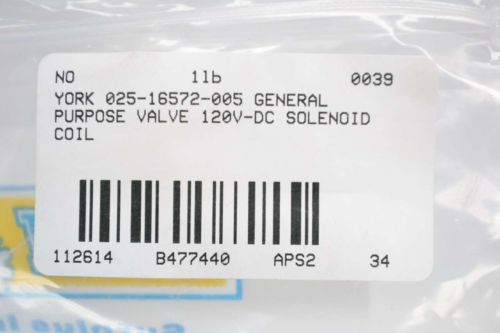 NO 1lb 0039
YORK 025-16572-005 GENERAL
PURPOSE VALVE 120V-DC SOLENOID
COIL
112614 B477440 APS2 34